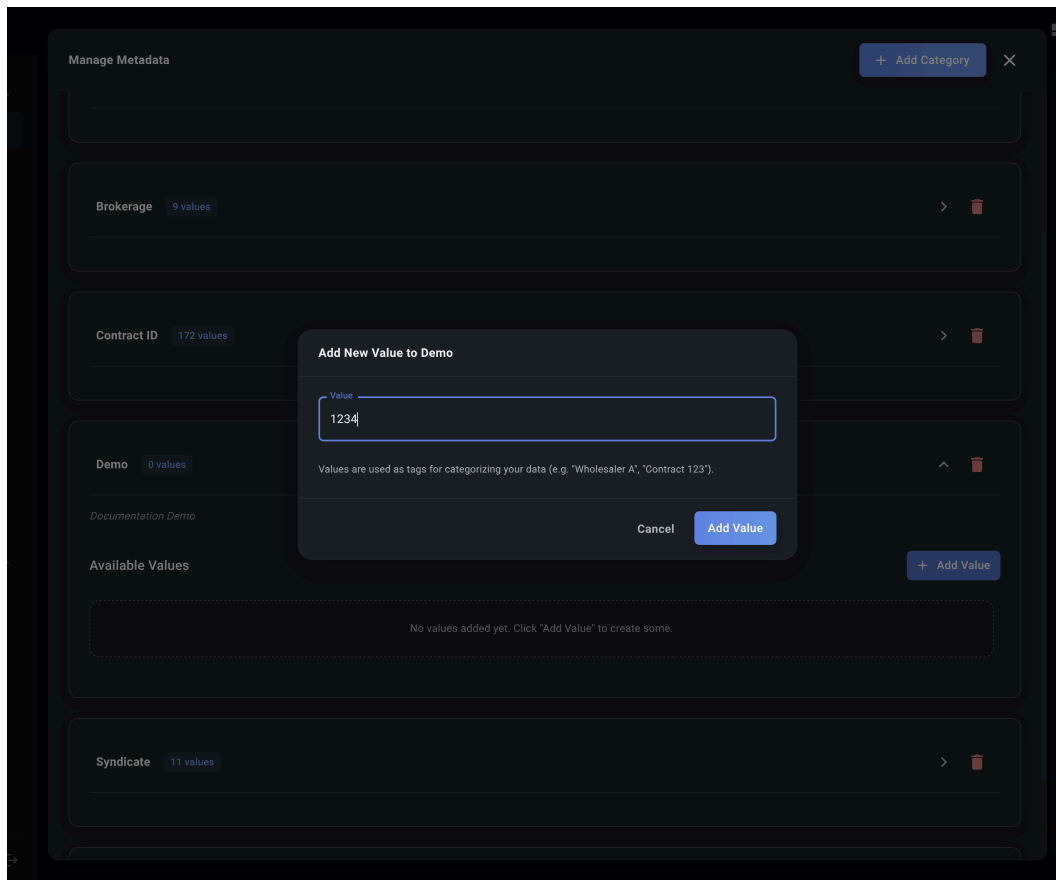 Manage Metadata
+ Add Category
Brokerage 9 values
Contract ID 172 values
Add New Value to Demo
Value
1234
Values are used as tags for categorizing your data (e.g. "Wholesaler A", "Contract 123").
Cancel Add Value
Demo 0 values
Documentation Demo
Available Values
+ Add Value
No values added yet. Click "Add Value" to create some.
Syndicate 11 values